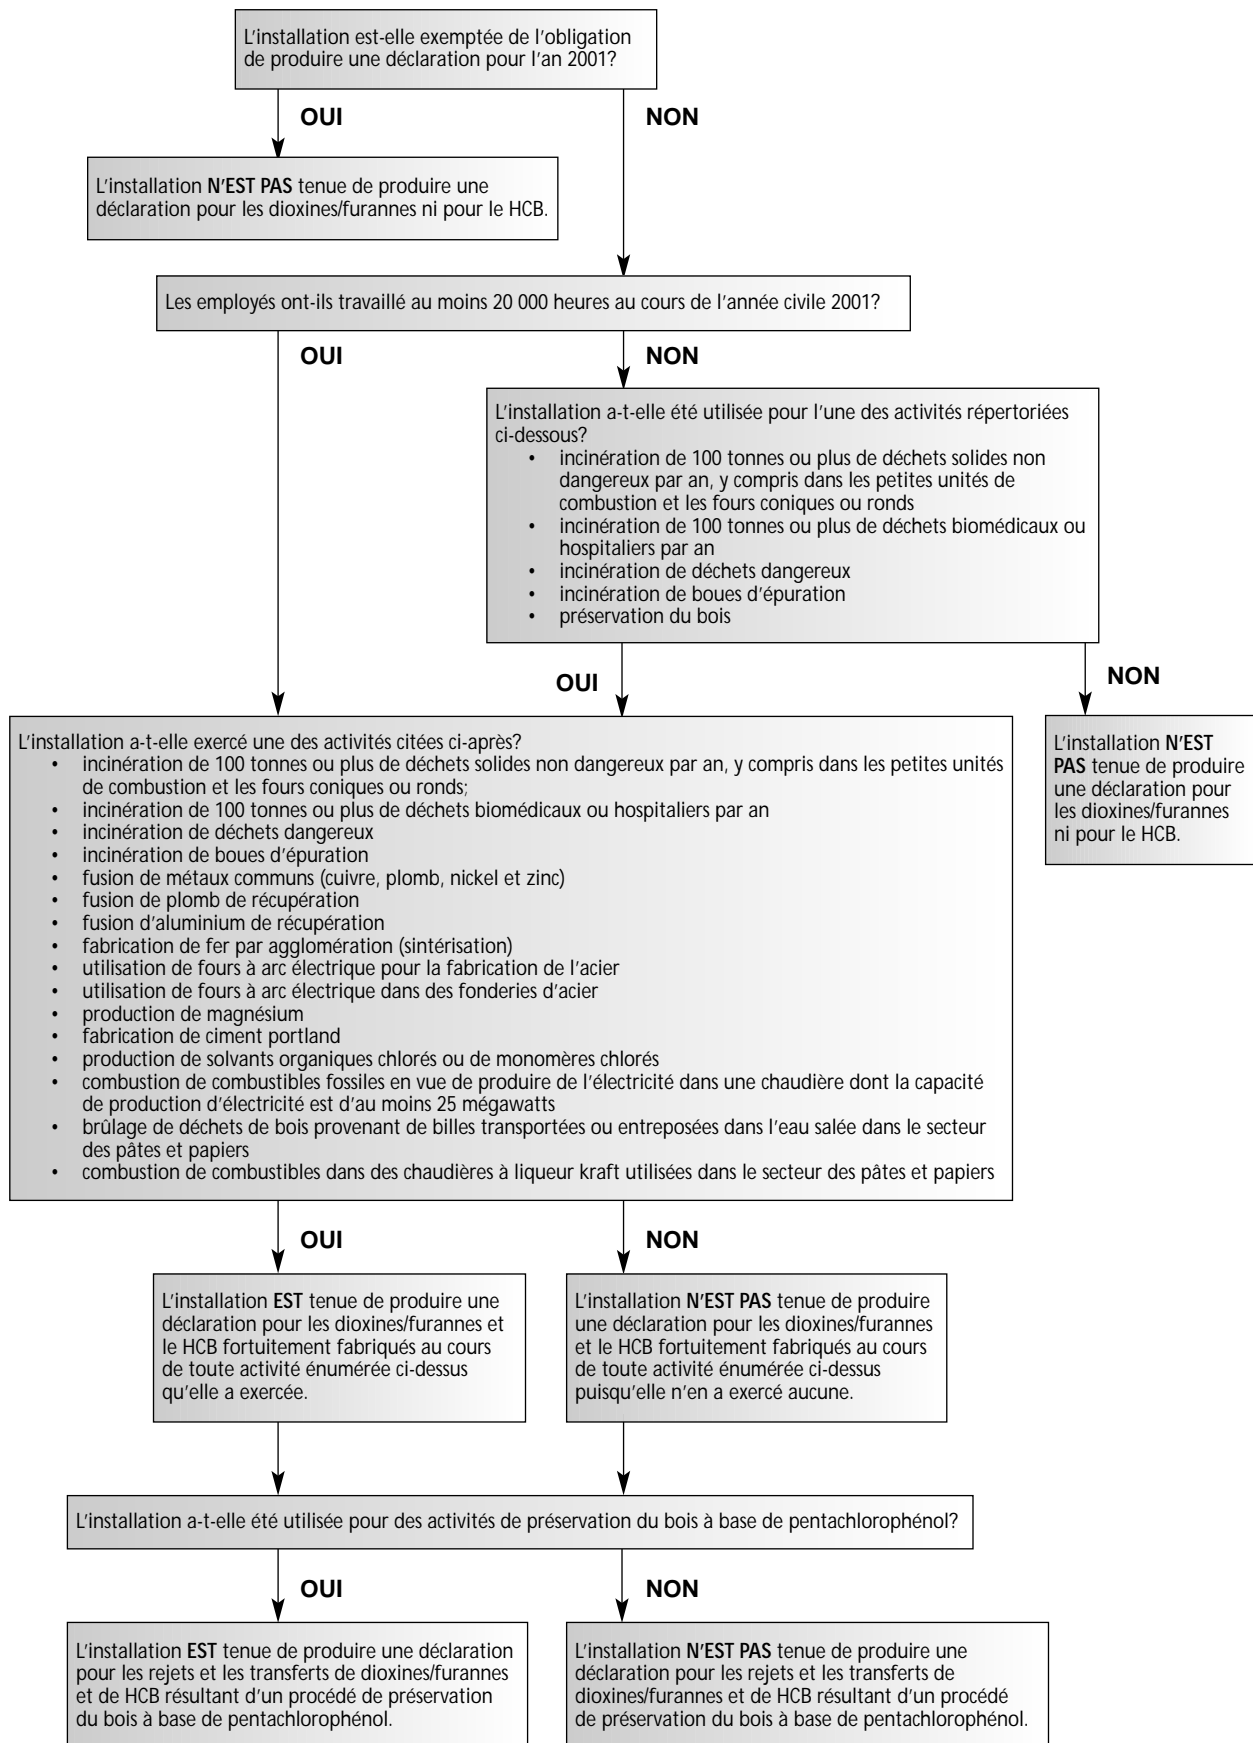 L'installation est-elle exemptée de l'obligation
de produire une déclaration pour l'an 2001?
OUI
NON
L'installation N'EST PAS tenue de produire une
déclaration pour les dioxines/furannes ni pour le HCB.
Les employés ont-ils travaillé au moins 20 000 heures au cours de l'année civile 2001?
OUI
NON
L'installation a-t-elle été utilisée pour l'une des activités répertoriées
ci-dessous?
• incinération de 100 tonnes ou plus de déchets solides non
dangereux par an, y compris dans les petites unités de
combustion et les fours coniques ou ronds
• incinération de 100 tonnes ou plus de déchets biomédicaux ou
hospitaliers par an
• incinération de déchets dangereux
• incinération de boues d'épuration
• préservation du bois
OUI
NON
L'installation a-t-elle exercé une des activités citées ci-après?
• incinération de 100 tonnes ou plus de déchets solides non dangereux par an, y compris dans les petites unités
de combustion et les fours coniques ou ronds;
• incinération de 100 tonnes ou plus de déchets biomédicaux ou hospitaliers par an
• incinération de déchets dangereux
• incinération de boues d'épuration
• fusion de métaux communs (cuivre, plomb, nickel et zinc)
• fusion de plomb de récupération
• fusion d'aluminium de récupération
• fabrication de fer par agglomération (sintérisation)
• utilisation de fours à arc électrique pour la fabrication de l'acier
• utilisation de fours à arc électrique dans des fonderies d'acier
• production de magnésium
• fabrication de ciment portland
• production de solvants organiques chlorés ou de monomères chlorés
• combustion de combustibles fossiles en vue de produire de l'électricité dans une chaudière dont la capacité
de production d'électricité est d'au moins 25 mégawatts
• brûlage de déchets de bois provenant de billes transportées ou entreposées dans l'eau salée dans le secteur
des pâtes et papiers
• combustion de combustibles dans des chaudières à liqueur kraft utilisées dans le secteur des pâtes et papiers
L'installation N'EST
PAS tenue de produire
une déclaration pour
les dioxines/furannes
ni pour le HCB.
OUI
NON
L'installation EST tenue de produire une
déclaration pour les dioxines/furannes et
le HCB fortuitement fabriqués au cours
de toute activité énumérée ci-dessus
qu'elle a exercée.
L'installation N'EST PAS tenue de produire
une déclaration pour les dioxines/furannes
et le HCB fortuitement fabriqués au cours
de toute activité énumérée ci-dessus
puisqu'elle n'en a exercé aucune.
L'installation a-t-elle été utilisée pour des activités de préservation du bois à base de pentachlorophénol?
OUI
NON
L'installation EST tenue de produire une déclaration
pour les rejets et les transferts de dioxines/furannes
et de HCB résultant d'un procédé de préservation
du bois à base de pentachlorophénol.
L'installation N'EST PAS tenue de produire une
déclaration pour les rejets et les transferts de
dioxines/furannes et de HCB résultant d'un procédé
de préservation du bois à base de pentachlorophénol.